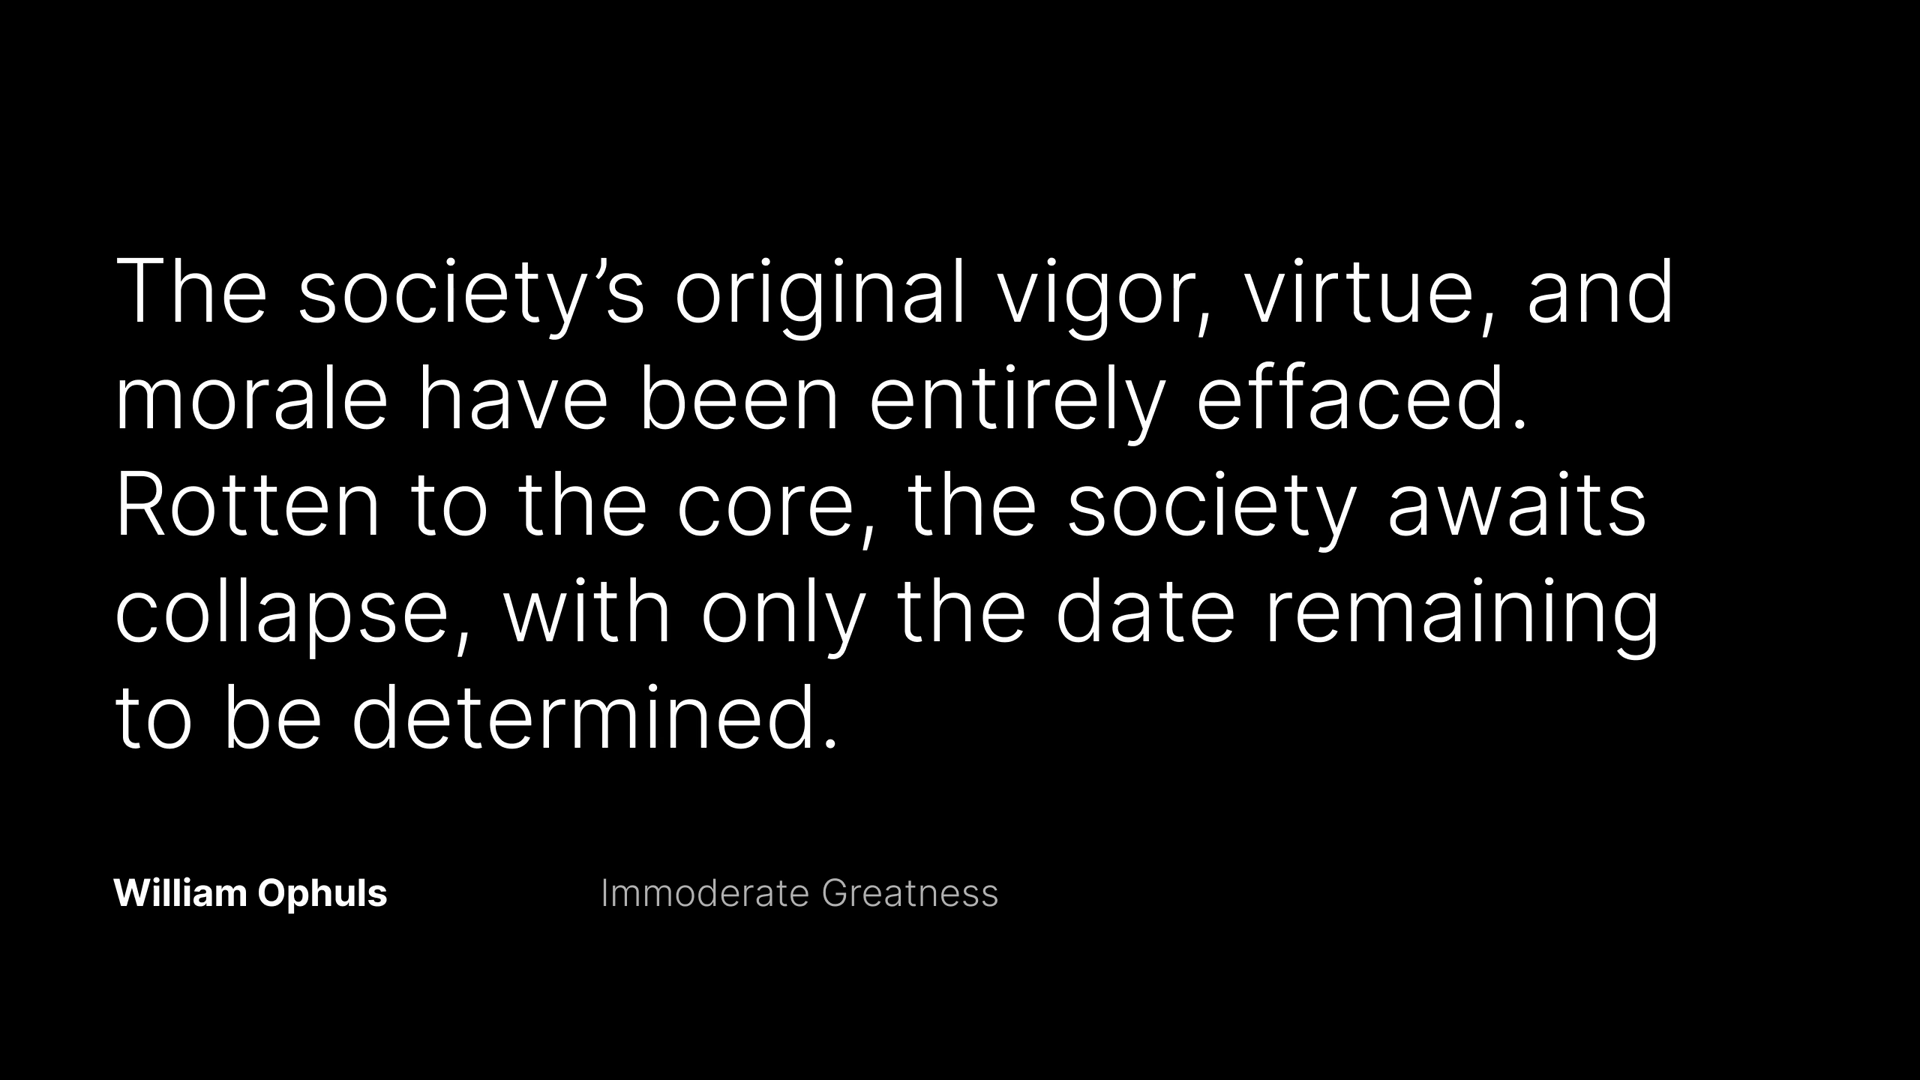 The society’s original vigor, virtue, and
morale have been entirely effaced.
Rotten to the core, the society awaits
collapse, with only the date remaining
to be determined.
William Ophuls
Immoderate Greatness